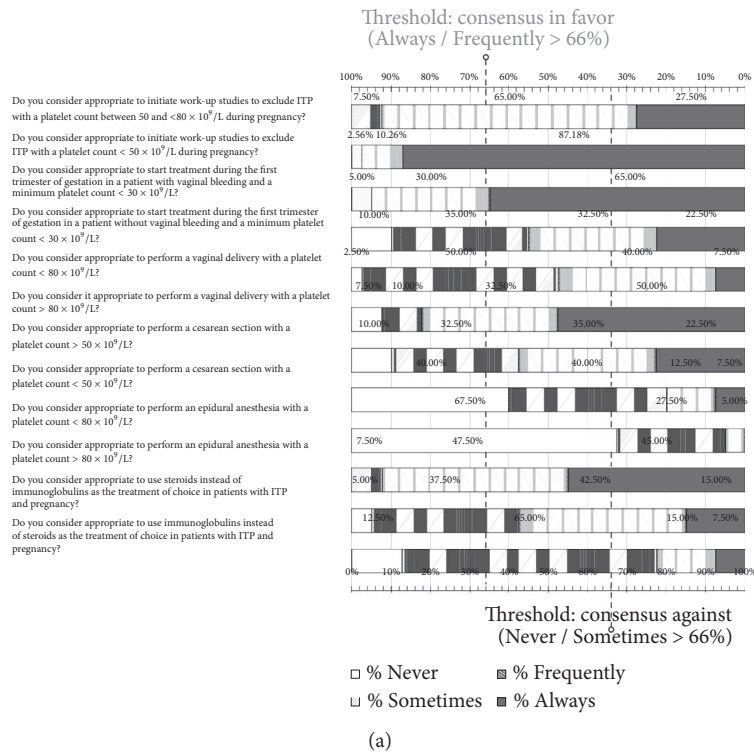 Threshold: consensus in favor
(Always / Frequently > 66%)
100% 90% 80% 70% 60% 50% 40% 30% 20% 10% 0%
Do you consider appropriate to initiate work-up studies to exclude ITP
with a platelet count between 50 and <80 × 10⁹/L during pregnancy?
7.50% 65.00% 27.50%
Do you consider appropriate to initiate work-up studies to exclude
ITP with a platelet count < 50 × 10⁹/L during pregnancy?
2.56% 10.26% 87.18%
Do you consider appropriate to start treatment during the first
trimester of gestation in a patient with vaginal bleeding and a
minimum platelet count < 30 × 10⁹/L?
5.00% 30.00% 65.00%
Do you consider appropriate to start treatment during the first trimester
of gestation in a patient without vaginal bleeding and a minimum platelet
count < 30 × 10⁹/L?
10.00% 35.00% 32.50% 22.50%
Do you consider appropriate to perform a vaginal delivery with a platelet
count < 80 × 10⁹/L?
2.50% 50.00% 40.00% 7.50%
Do you consider it appropriate to perform a vaginal delivery with a platelet
count > 80 × 10⁹/L?
7.50% 10.00% 32.50% 50.00%
Do you consider appropriate to perform a cesarean section with a
platelet count > 50 × 10⁹/L?
10.00% 32.50% 35.00% 22.50%
Do you consider appropriate to perform a cesarean section with a
platelet count < 50 × 10⁹/L?
40.00% 40.00% 12.50% 7.50%
Do you consider appropriate to perform an epidural anesthesia with a
platelet count < 80 × 10⁹/L?
67.50% 27.50% 5.00%
Do you consider appropriate to perform an epidural anesthesia with a
platelet count > 80 × 10⁹/L?
7.50% 47.50% 45.00%
Do you consider appropriate to use steroids instead of
immunoglobulins as the treatment of choice in patients with ITP
and pregnancy?
5.00% 37.50% 42.50% 15.00%
Do you consider appropriate to use immunoglobulins instead
of steroids as the treatment of choice in patients with ITP and
pregnancy?
12.50% 65.00% 15.00% 7.50%
0% 10% 20% 30% 40% 50% 60% 70% 80% 90% 100%
Threshold: consensus against
(Never / Sometimes > 66%)
% Never % Frequently
% Sometimes % Always
(a)